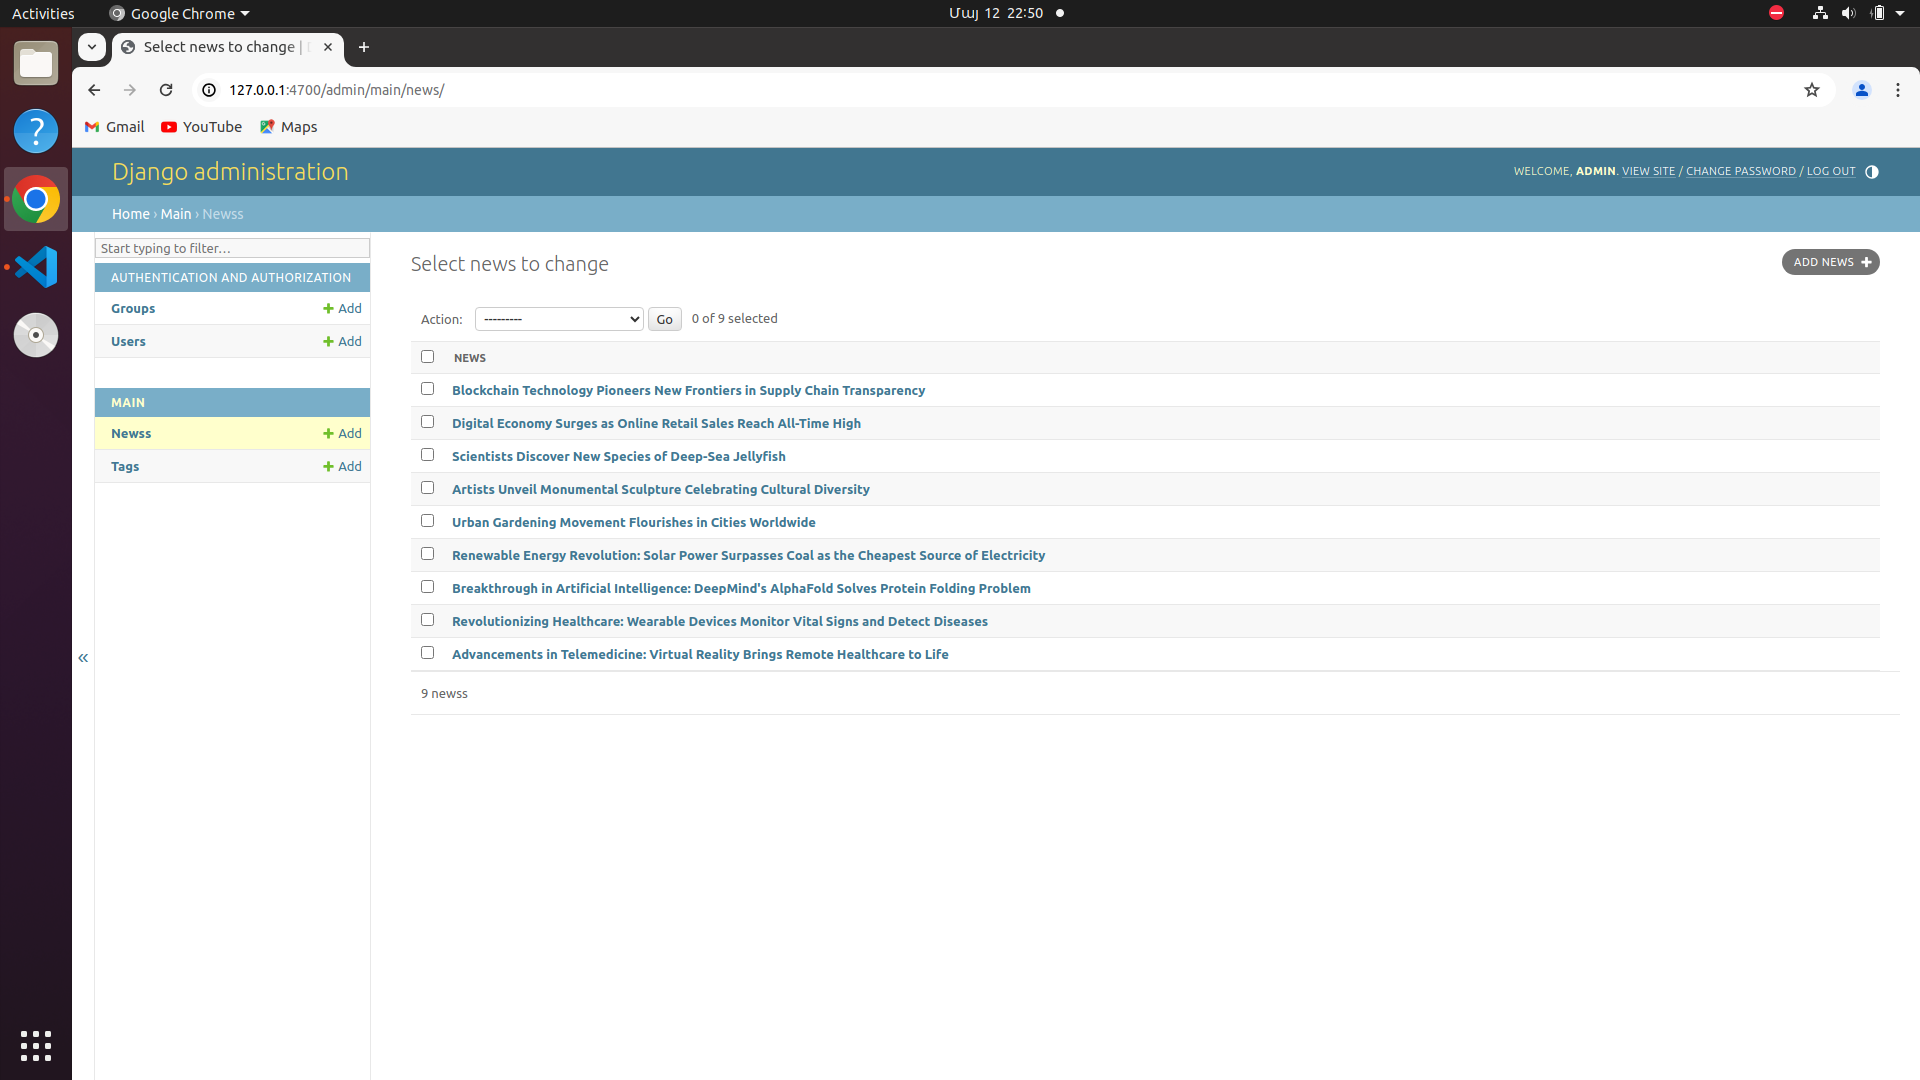 Activities
Google Chrome
Մայ 12 22:50
Select news to change | D
127.0.0.1:4700/admin/main/news/
Gmail
YouTube
Maps
Django administration
WELCOME, ADMIN. VIEW SITE / CHANGE PASSWORD / LOG OUT
Home › Main › Newss
Start typing to filter…
AUTHENTICATION AND AUTHORIZATION
Groups
+ Add
Users
+ Add
MAIN
Newss
+ Add
Tags
+ Add
«
Select news to change
ADD NEWS +
Action:
---------
Go
0 of 9 selected
NEWS
Blockchain Technology Pioneers New Frontiers in Supply Chain Transparency
Digital Economy Surges as Online Retail Sales Reach All-Time High
Scientists Discover New Species of Deep-Sea Jellyfish
Artists Unveil Monumental Sculpture Celebrating Cultural Diversity
Urban Gardening Movement Flourishes in Cities Worldwide
Renewable Energy Revolution: Solar Power Surpasses Coal as the Cheapest Source of Electricity
Breakthrough in Artificial Intelligence: DeepMind's AlphaFold Solves Protein Folding Problem
Revolutionizing Healthcare: Wearable Devices Monitor Vital Signs and Detect Diseases
Advancements in Telemedicine: Virtual Reality Brings Remote Healthcare to Life
9 newss